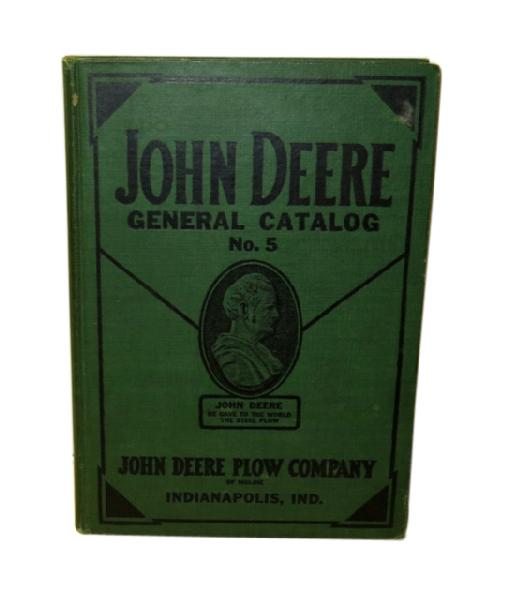 JOHN DEERE
GENERAL CATALOG
No. 5
JOHN DEERE
HE GAVE TO THE WORLD
THE STEEL PLOW
JOHN DEERE PLOW COMPANY
OF MOLINE
INDIANAPOLIS, IND.